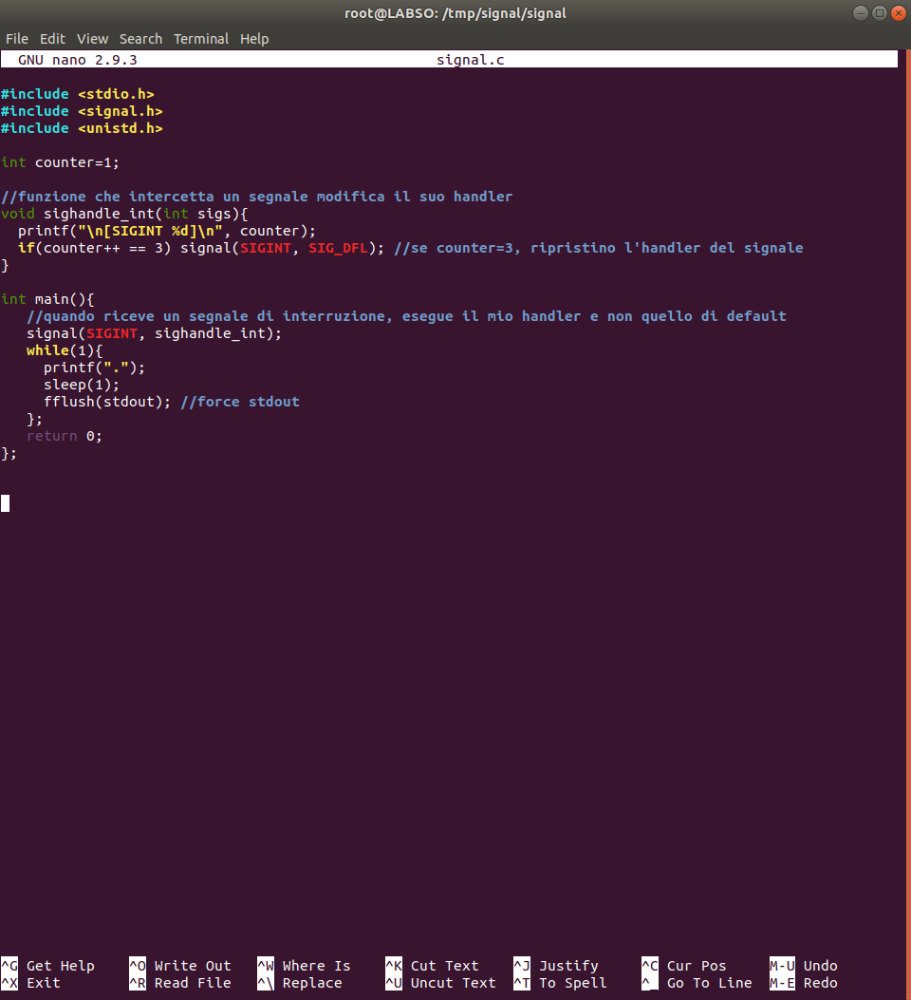 root@LABSO: /tmp/signal/signal
File Edit View Search Terminal Help
GNU nano 2.9.3 signal.c
#include <stdio.h>
#include <signal.h>
#include <unistd.h>
int counter=1;
//funzione che intercetta un segnale modifica il suo handler
void sighandle_int(int sigs){
  printf("\n[SIGINT %d]\n", counter);
  if(counter++ == 3) signal(SIGINT, SIG_DFL); //se counter=3, ripristino l'handler del signale
}
int main(){
   //quando riceve un segnale di interruzione, esegue il mio handler e non quello di default
   signal(SIGINT, sighandle_int);
   while(1){
     printf(".");
     sleep(1);
     fflush(stdout); //force stdout
   };
   return 0;
};
^G Get Help ^O Write Out ^W Where Is ^K Cut Text ^J Justify ^C Cur Pos M-U Undo
^X Exit ^R Read File ^\ Replace ^U Uncut Text ^T To Spell ^_ Go To Line M-E Redo